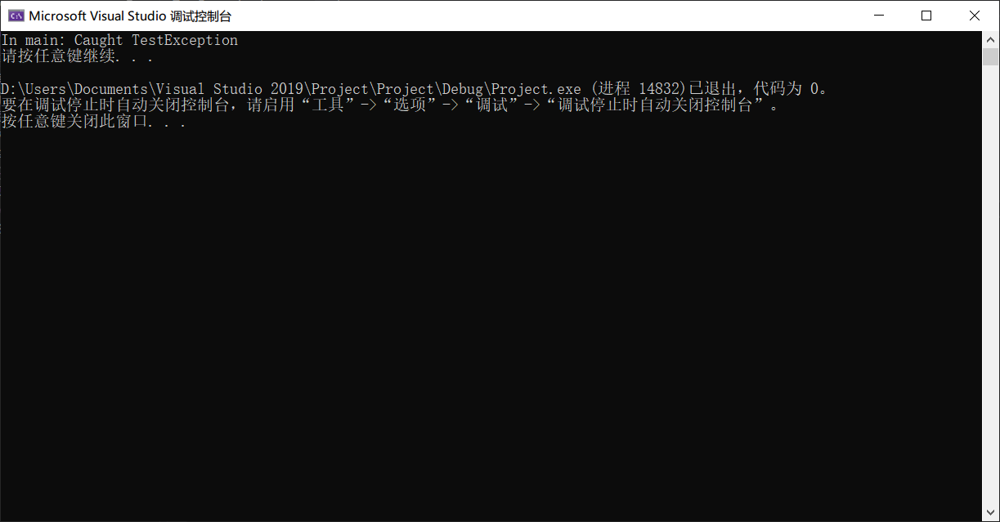 Microsoft Visual Studio 调试控制台
In main: Caught TestException
请按任意键继续. . .
D:\Users\Documents\Visual Studio 2019\Project\Project\Debug\Project.exe (进程 14832)已退出，代码为 0。
要在调试停止时自动关闭控制台，请启用“工具”->“选项”->“调试”->“调试停止时自动关闭控制台”。
按任意键关闭此窗口. . .